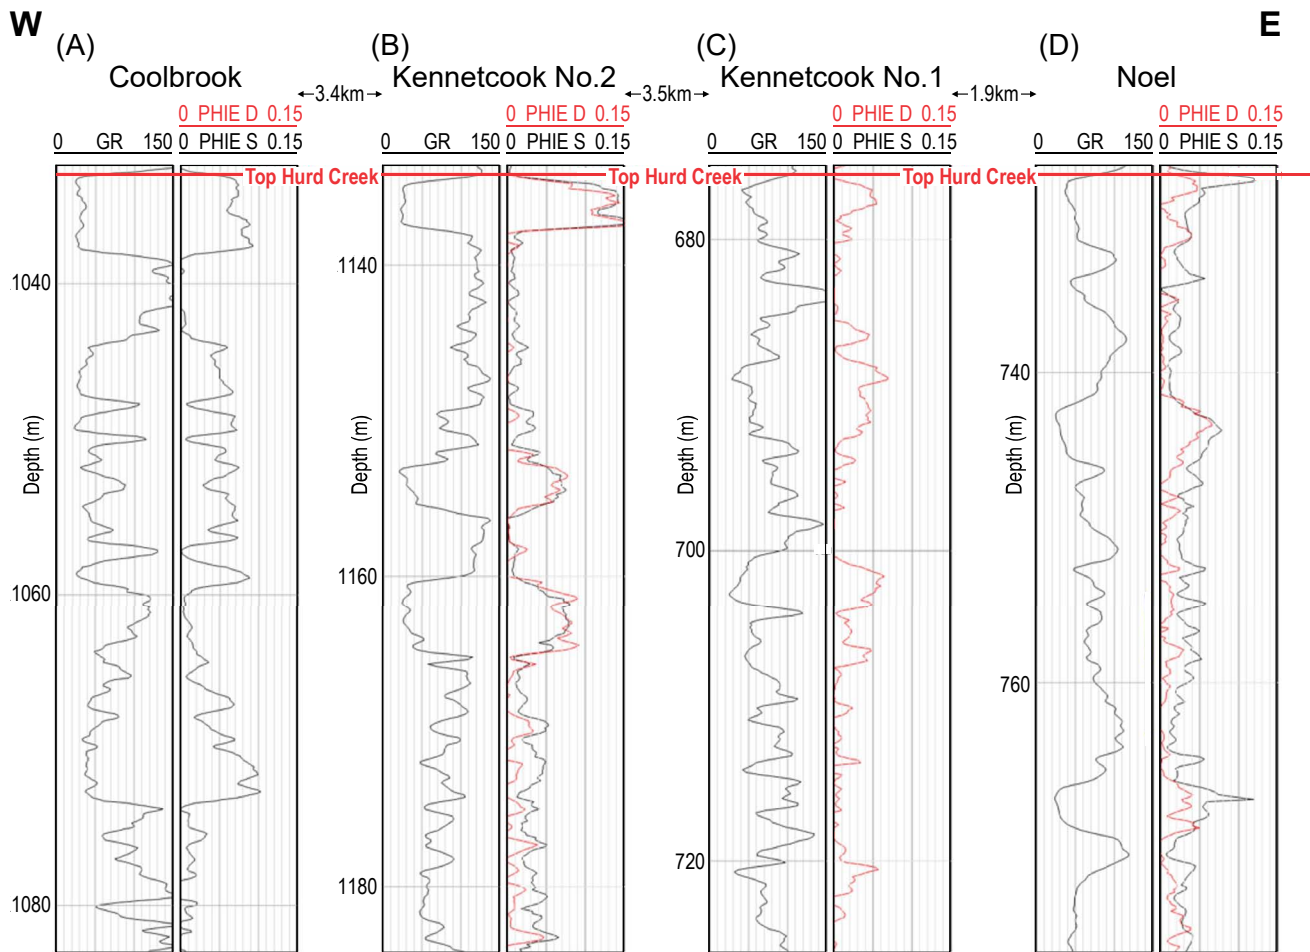 W E
(A) (B) (C) (D)
Coolbrook Kennetcook No.2 Kennetcook No.1 Noel
3.4km 3.5km 1.9km
0 PHIE D 0.15 0 PHIE D 0.15 0 PHIE D 0.15 0 PHIE D 0.15
0 GR 150 0 PHIE S 0.15 0 GR 150 0 PHIE S 0.15 0 GR 150 0 PHIE S 0.15 0 GR 150 0 PHIE S 0.15
Top Hurd Creek Top Hurd Creek Top Hurd Creek
680
1140
1040
740
Depth (m) Depth (m) Depth (m) Depth (m)
700
1160
1060
760
720
1180
1080